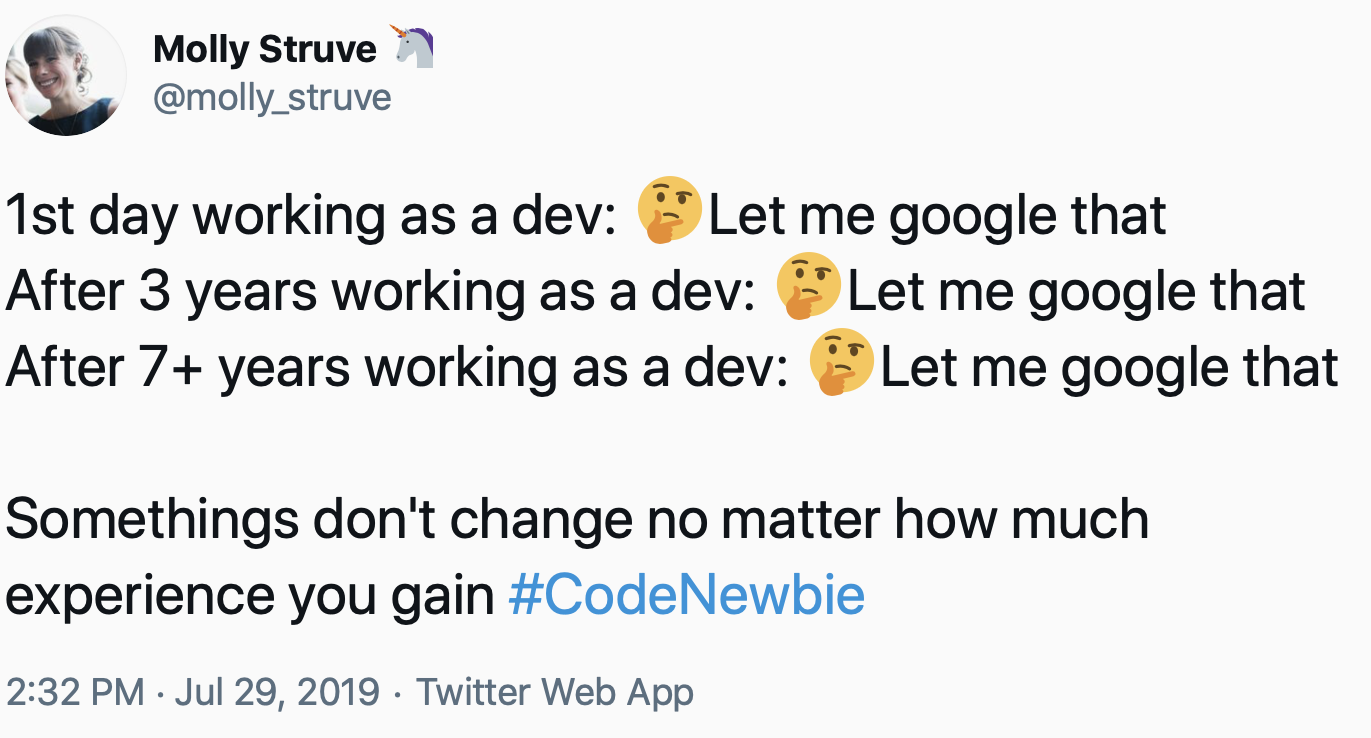 Molly Struve 🦄
@molly_struve
1st day working as a dev: 🤔Let me google that
After 3 years working as a dev: 🤔Let me google that
After 7+ years working as a dev: 🤔Let me google that
Somethings don't change no matter how much
experience you gain #CodeNewbie
2:32 PM · Jul 29, 2019 · Twitter Web App